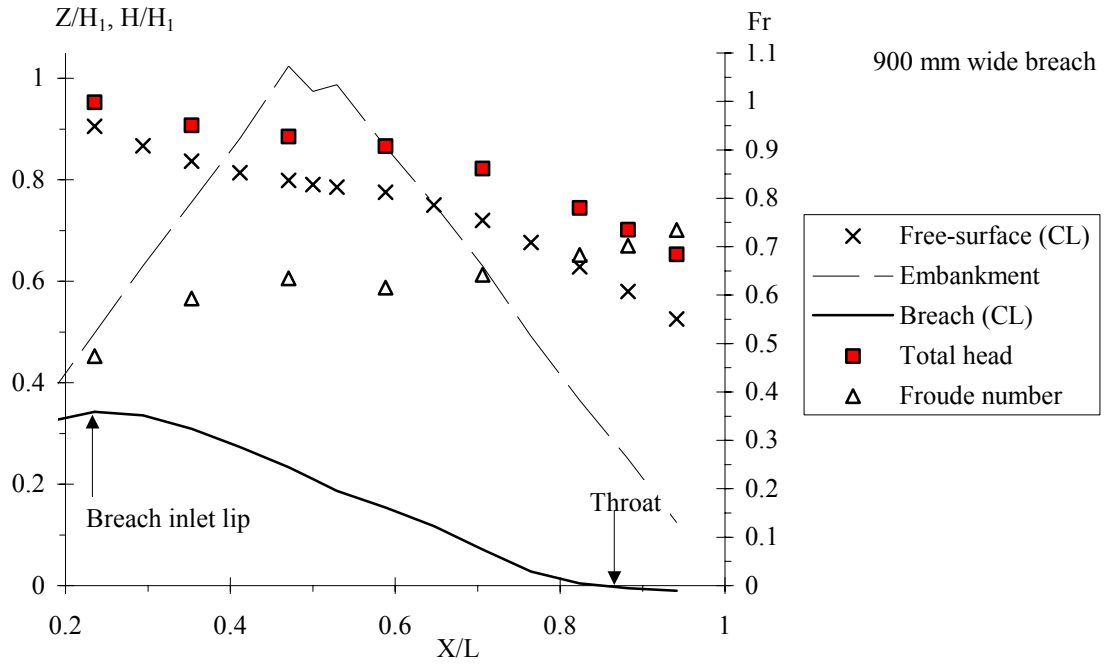 Z/H₁, H/H₁
Fr
900 mm wide breach
1.1
1
0.9
0.8
0.7
0.6
0.5
0.4
0.3
0.2
0.1
0
1
0.8
0.6
0.4
0.2
0
Free-surface (CL)
Embankment
Breach (CL)
Total head
Froude number
Breach inlet lip
Throat
0.2 0.4 0.6 0.8 1
X/L